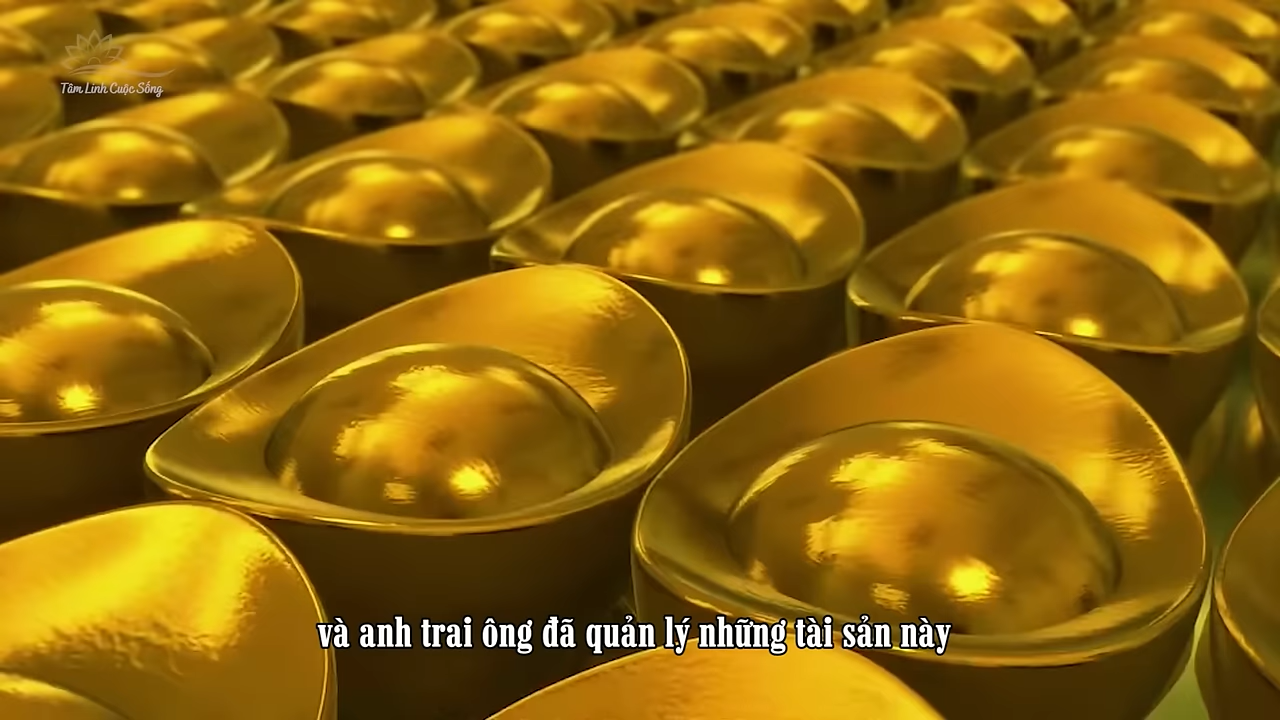 Tâm Linh Cuộc Sống
và anh trai ông đã quản lý những tài sản này